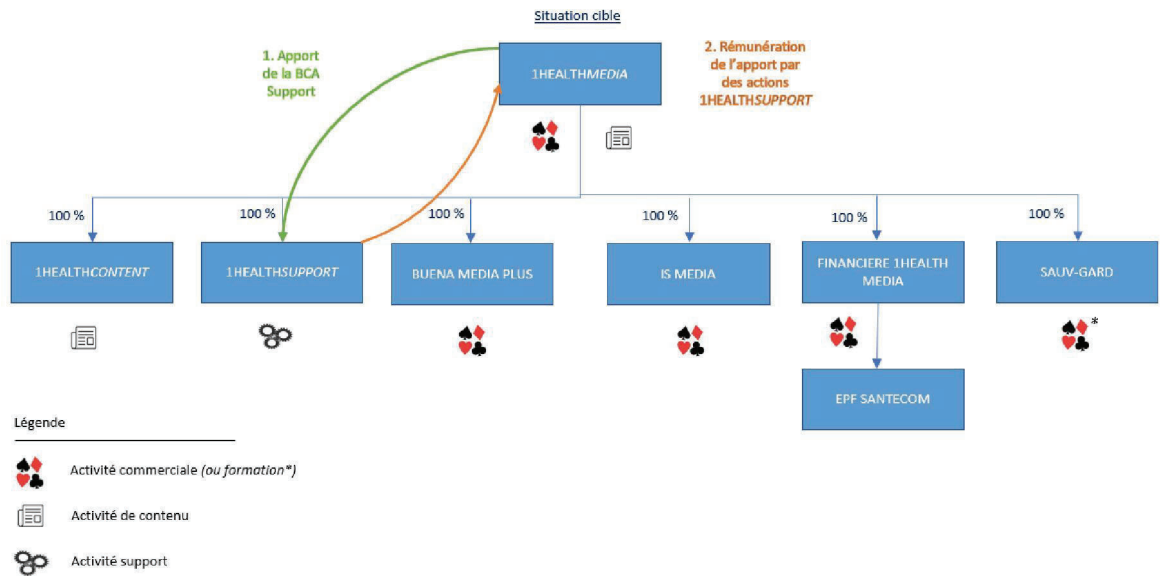 Situation cible
1. Apport
de la BCA
Support
1HEALTHMEDIA
2. Rémunération
de l'apport par
des actions
1HEALTHSUPPORT
100 %
100 %
100 %
100 %
100 %
100 %
1HEALTHCONTENT
1HEALTHSUPPORT
BUENA MEDIA PLUS
IS MEDIA
FINANCIERE 1HEALTH
MEDIA
SAUV-GARD
*
EPF SANTECOM
Légende
Activité commerciale (ou formation*)
Activité de contenu
Activité support